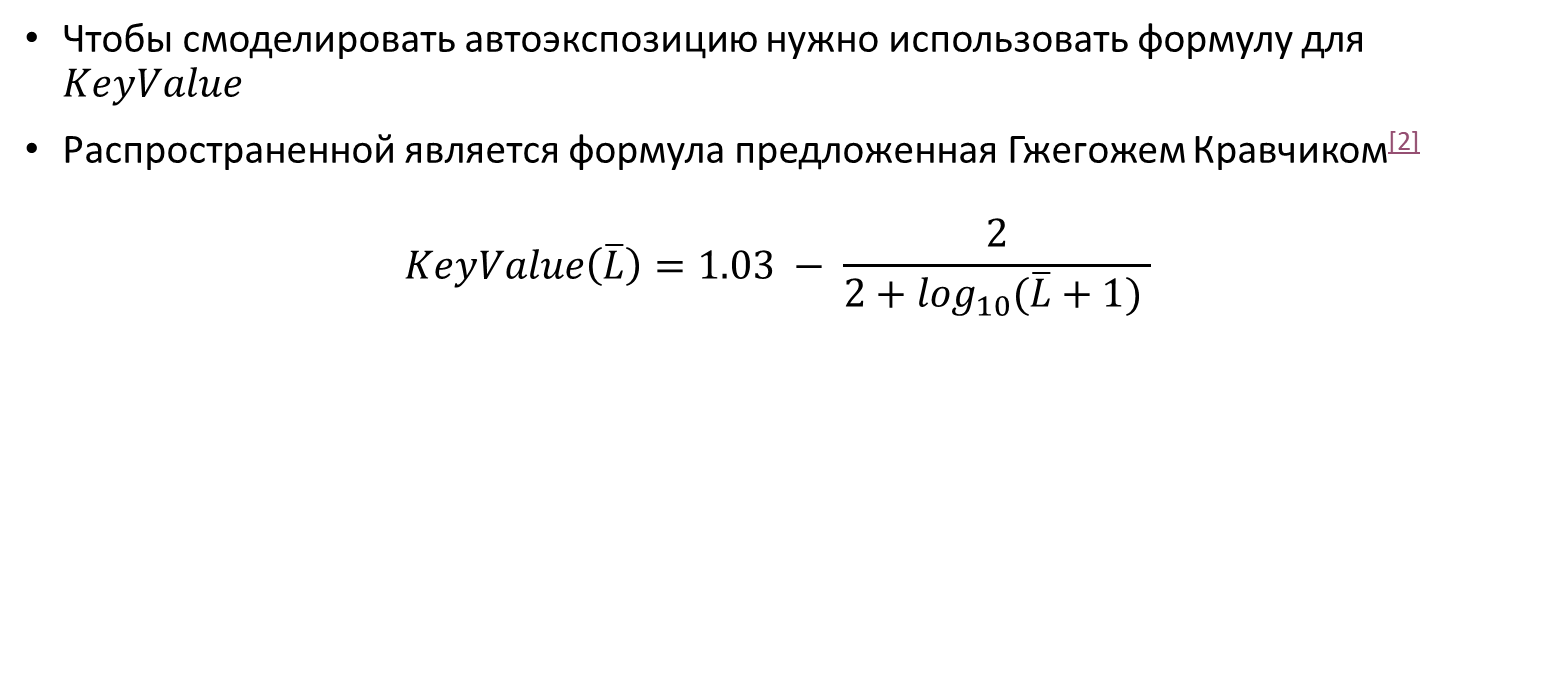 • Чтобы смоделировать автоэкспозицию нужно использовать формулу для
KeyValue
• Распространенной является формула предложенная Гжегожем Кравчиком[2]
KeyValue(L̅) = 1.03 − 2 / (2 + log₁₀(L̅ + 1))